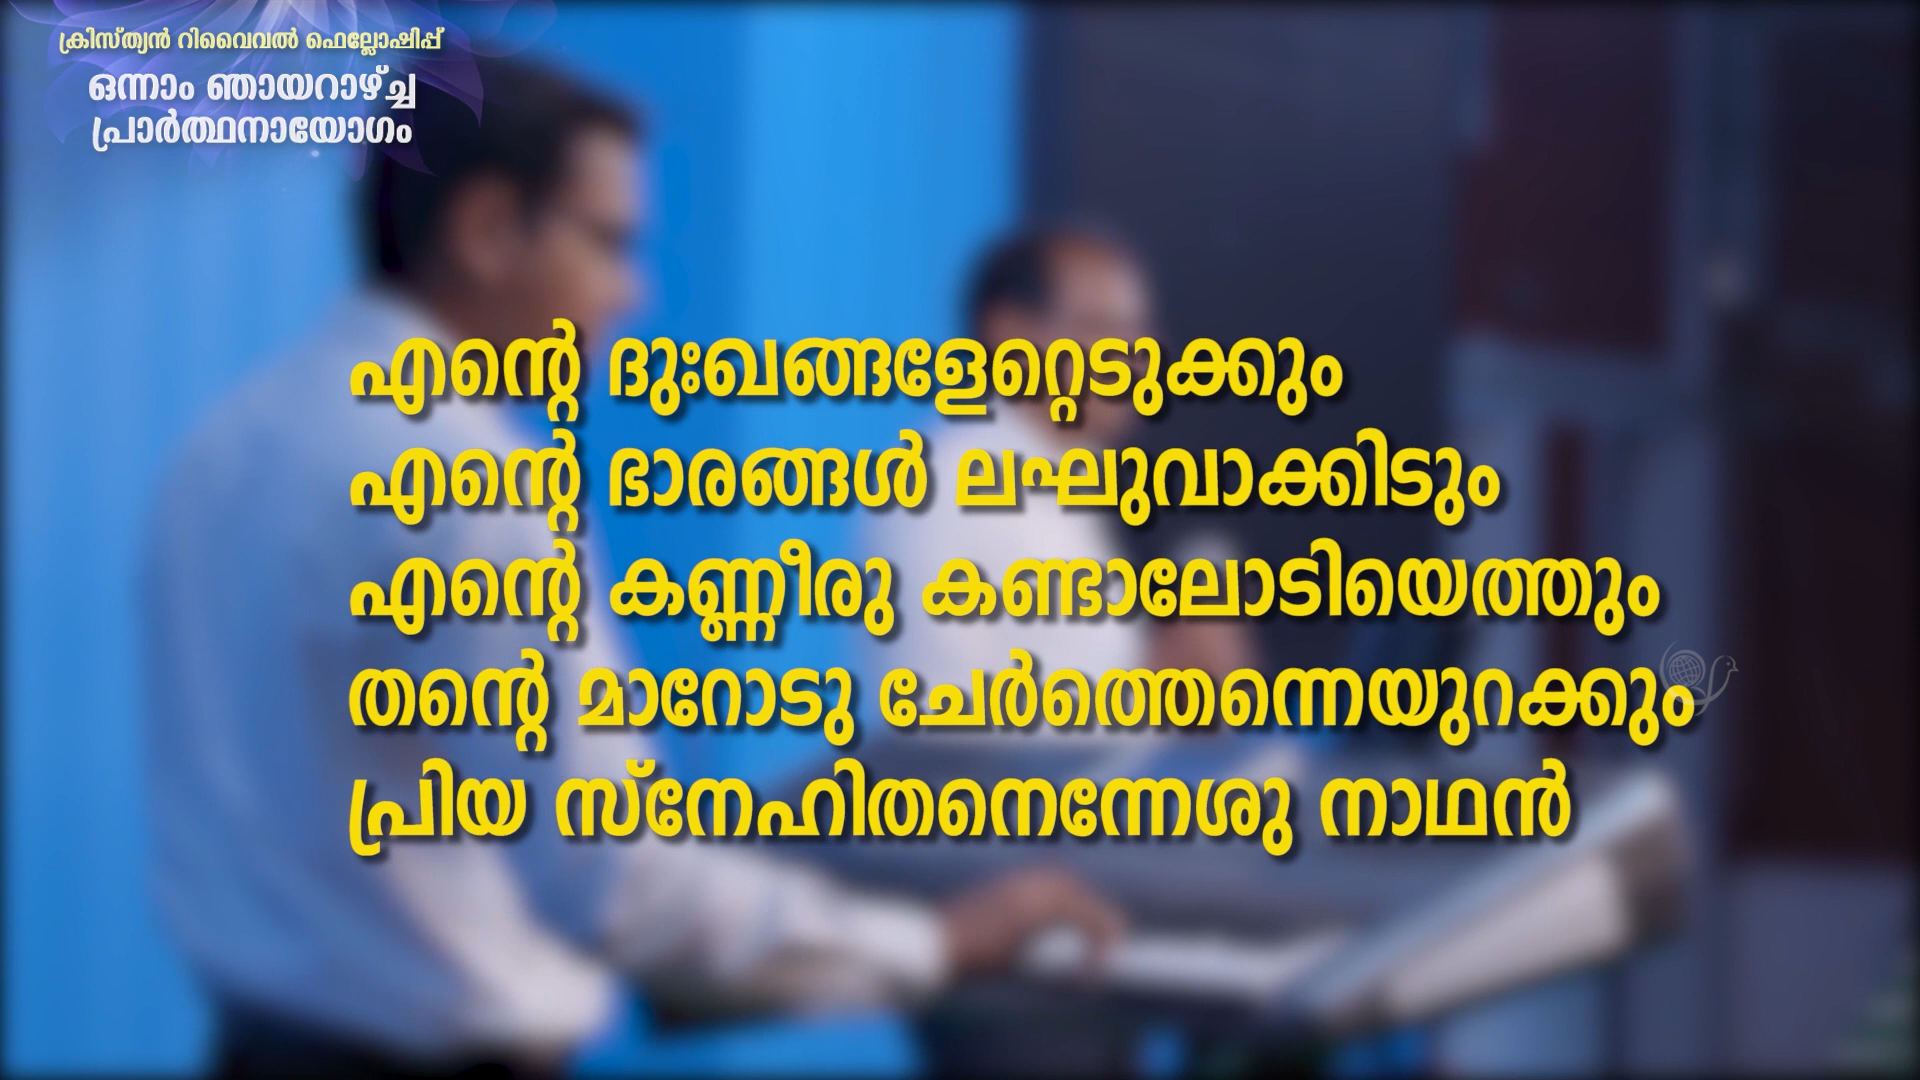 ക്രിസ്ത്യൻ റിവൈവൽ ഫെല്ലോഷിപ്പ്
ഒന്നാം ഞായറാഴ്ച്ച
പ്രാർത്ഥനായോഗം
എന്റെ ദുഃഖങ്ങളേറ്റെടുക്കും
എന്റെ ഭാരങ്ങൾ ലഘുവാക്കിടും
എന്റെ കണ്ണീരു കണ്ടാലോടിയെത്തും
തന്റെ മാറോടു ചേർത്തെന്നെയുറക്കും
പ്രിയ സ്നേഹിതനെന്നേശു നാഥൻ